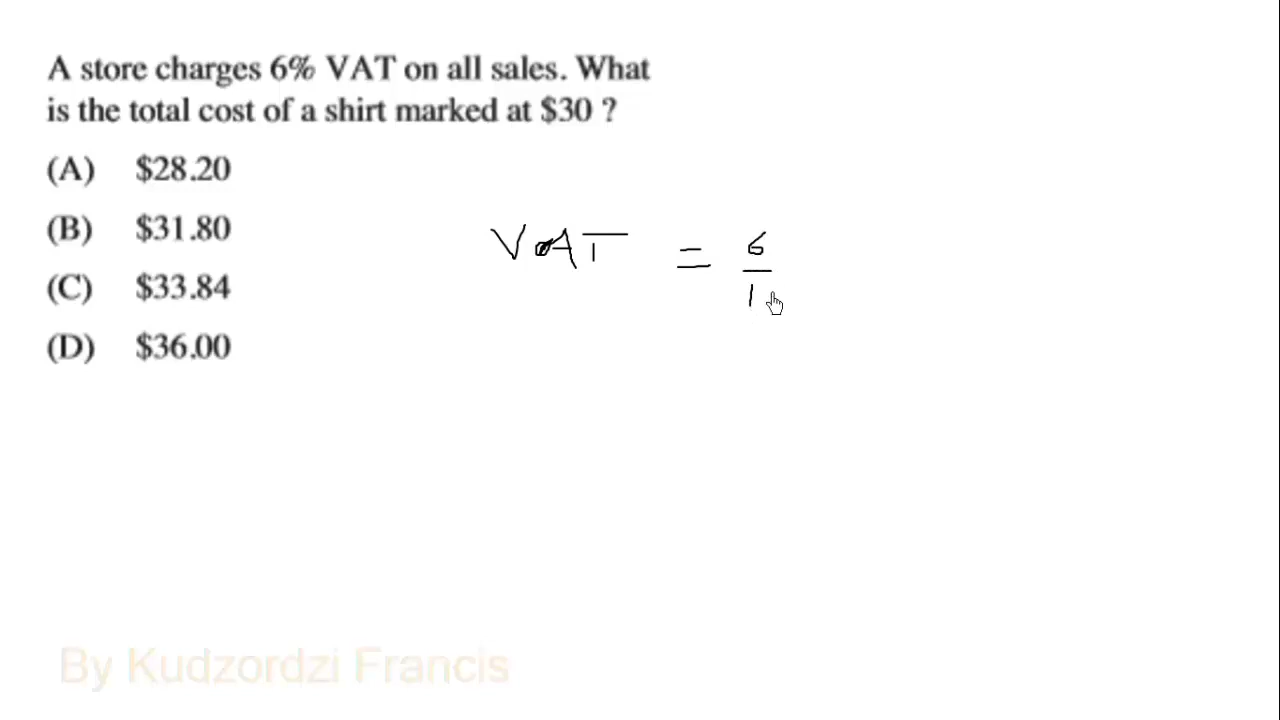 A store charges 6% VAT on all sales. What
is the total cost of a shirt marked at $30 ?
(A) $28.20
(B) $31.80
(C) $33.84
(D) $36.00
VAT = 6
1
By Kudzordzi Francis